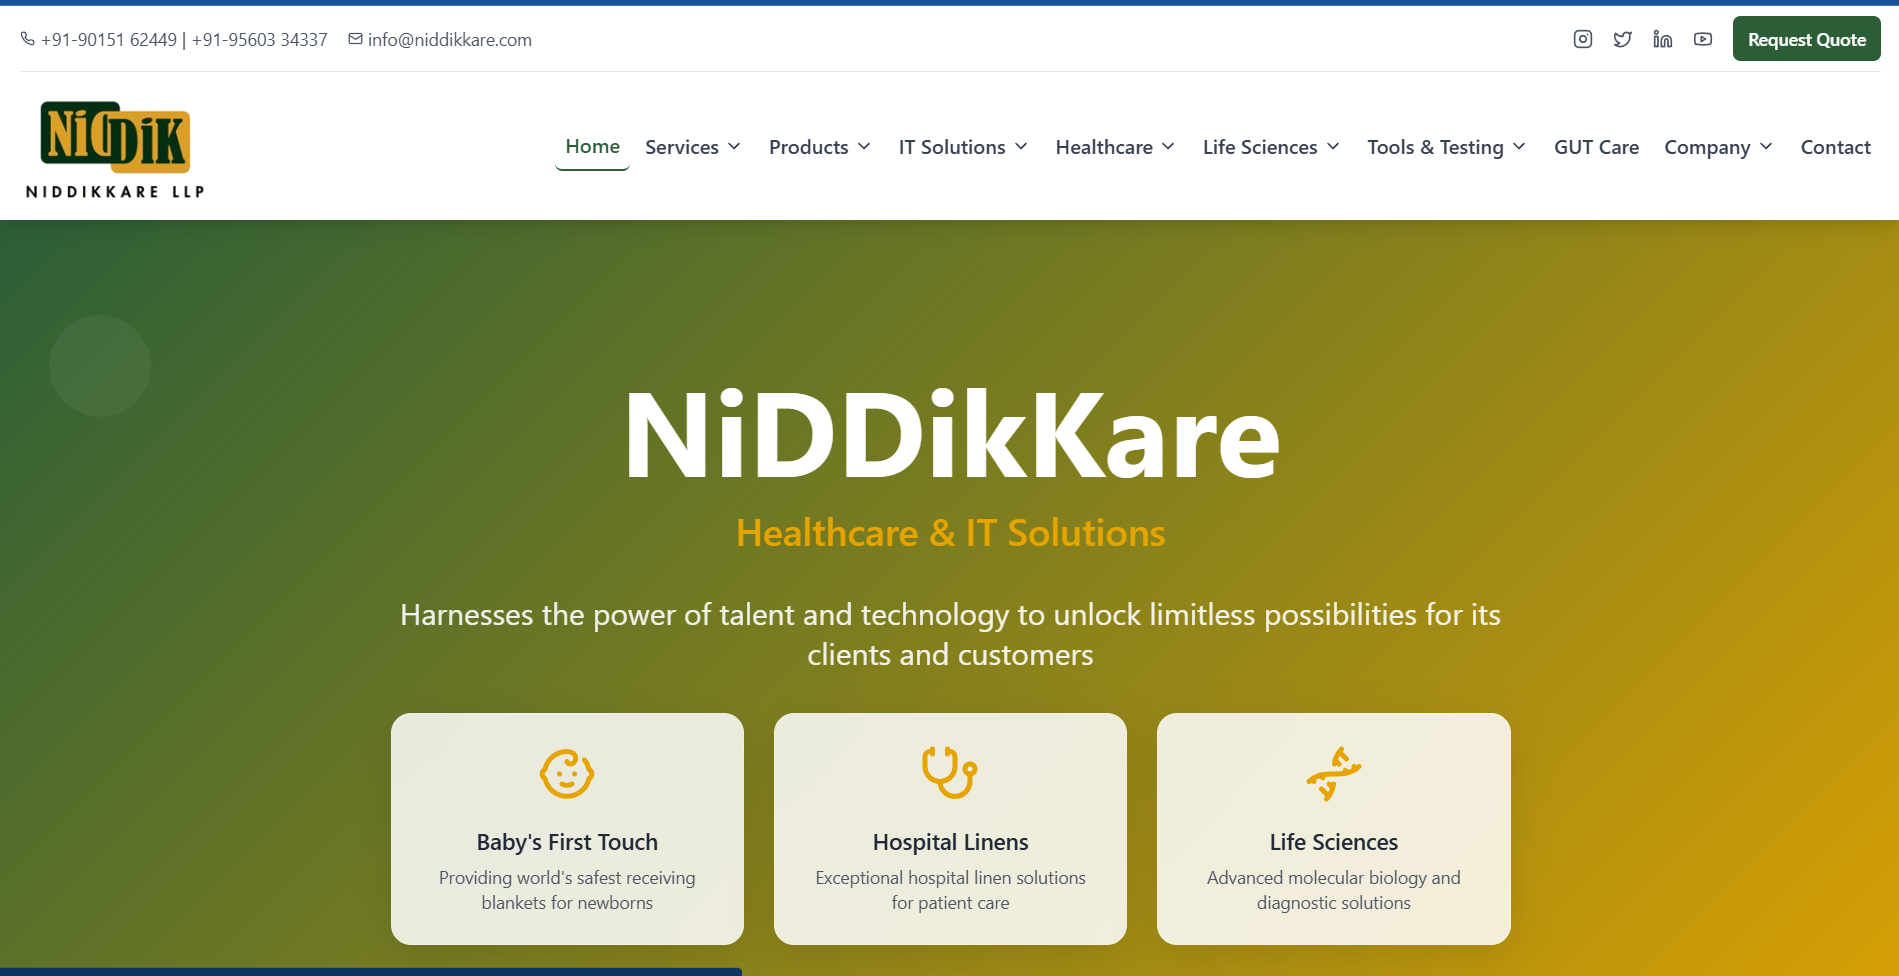 +91-90151 62449 | +91-95603 34337 info@niddikkare.com
Request Quote
NiDDiK
NIDDIKKARE LLP
Home Services Products IT Solutions Healthcare Life Sciences Tools & Testing GUT Care Company Contact
NiDDikKare
Healthcare & IT Solutions
Harnesses the power of talent and technology to unlock limitless possibilities for its
clients and customers
Baby's First Touch
Providing world's safest receiving
blankets for newborns
Hospital Linens
Exceptional hospital linen solutions
for patient care
Life Sciences
Advanced molecular biology and
diagnostic solutions